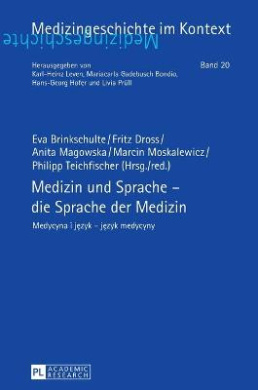 Medizingeschichte im Kontext
Medizingeschichte
Herausgegeben von
Karl-Heinz Leven, Mariacarla Gadebusch Bondio,
Hans-Georg Hofer und Livia Prüll
Band 20
Eva Brinkschulte/Fritz Dross/
Anita Magowska/Marcin Moskalewicz/
Philipp Teichfischer (Hrsg./red.)
Medizin und Sprache –
die Sprache der Medizin
Medycyna i język – język medycyny
PL ACADEMIC
RESEARCH